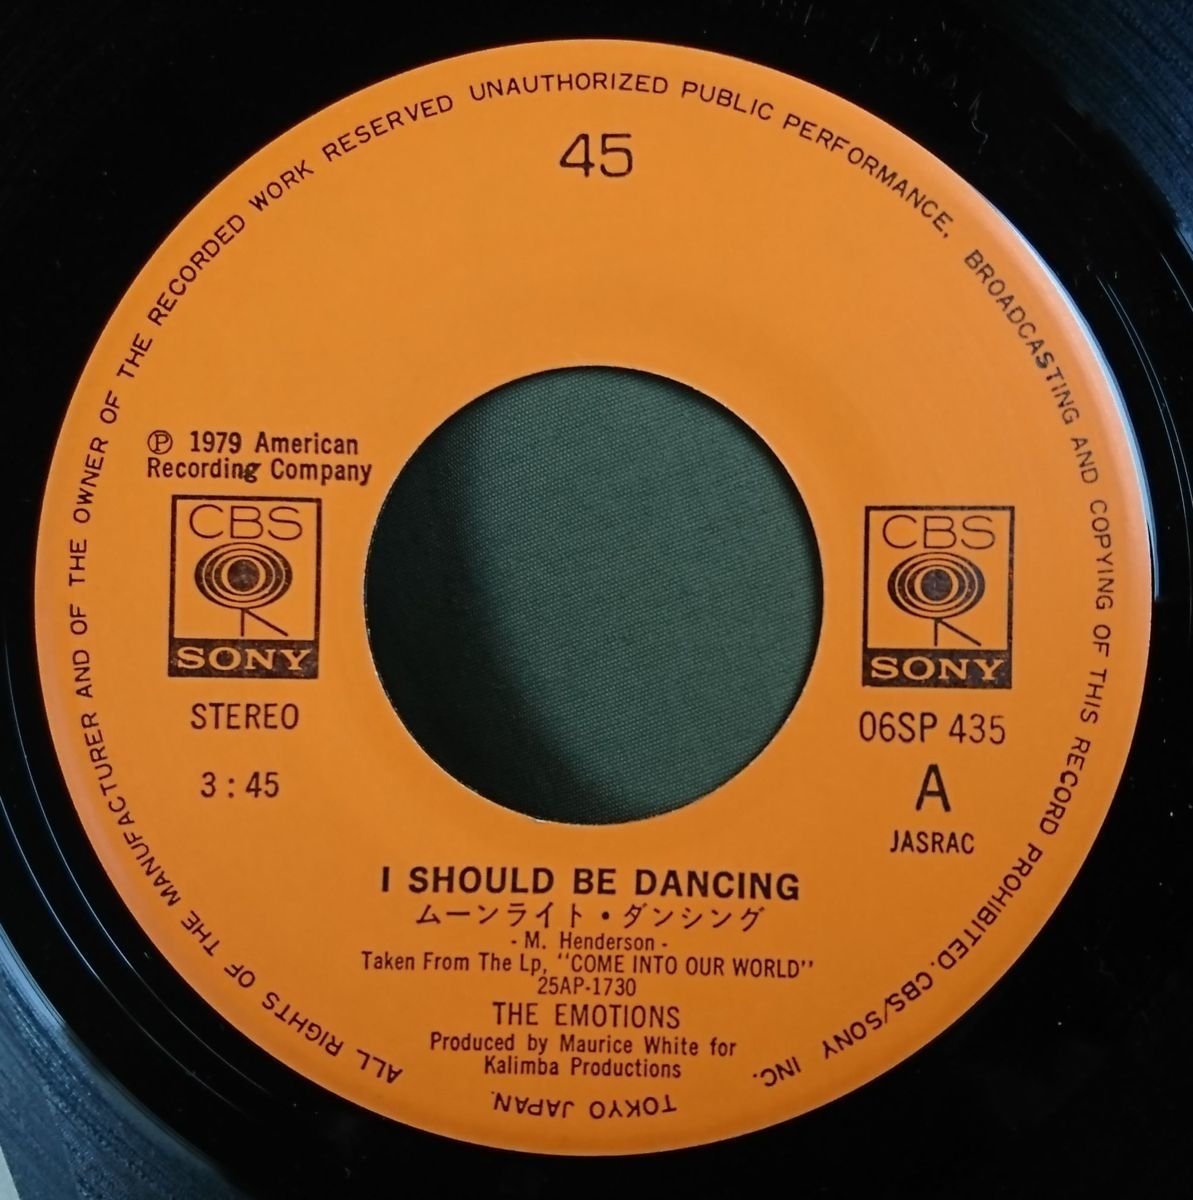 ALL RIGHTS OF THE MANUFACTURER AND OF THE OWNER OF THE RECORDED WORK RESERVED UNAUTHORIZED PUBLIC PERFORMANCE, BROADCASTING AND COPYING OF THIS RECORD PROHIBITED. CBS/SONY INC.
TOKYO JAPAN.
45
Ⓟ 1979 American
Recording Company
CBS
SONY
STEREO
3 : 45
CBS
SONY
06SP 435
A
JASRAC
I SHOULD BE DANCING
ムーンライト・ダンシング
- M. Henderson -
Taken From The Lp, "COME INTO OUR WORLD"
25AP-1730
THE EMOTIONS
Produced by Maurice White for
Kalimba Productions